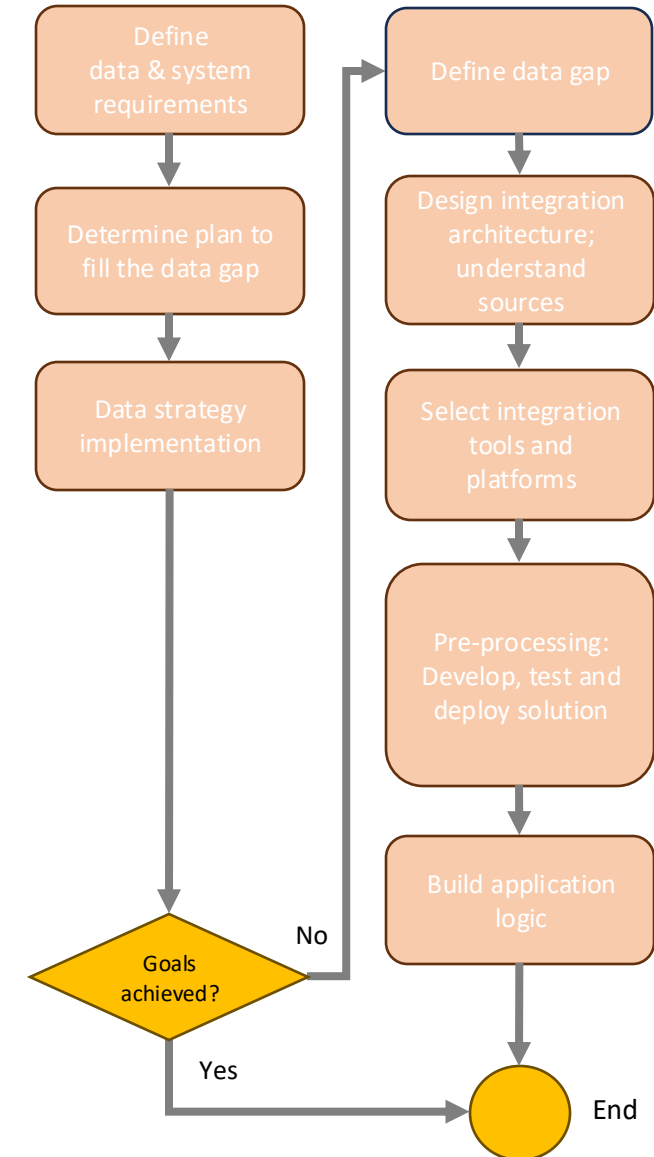 Define
data & system
requirements
Determine plan to
fill the data gap
Data strategy
implementation
Goals
achieved?
No
Yes
Define data gap
Design integration
architecture;
understand
sources
Select integration
tools and
platforms
Pre-processing:
Develop, test and
deploy solution
Build application
logic
End